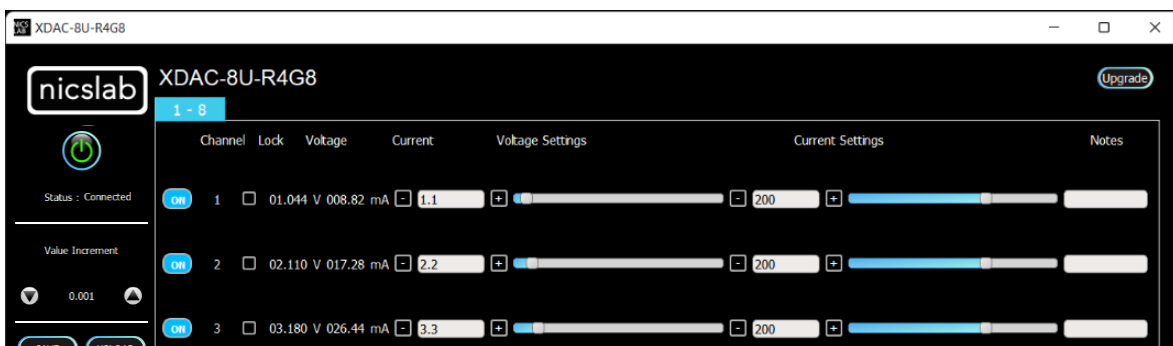 NICS LAB XDAC-8U-R4G8
nicslab
XDAC-8U-R4G8
Upgrade
1 - 8
Channel Lock Voltage Current Voltage Settings Current Settings Notes
Status : Connected
ON 1 01.044 V 008.82 mA - 1.1 + - 200 +
Value Increment
ON 2 02.110 V 017.28 mA - 2.2 + - 200 +
0.001
ON 3 03.180 V 026.44 mA - 3.3 + - 200 +